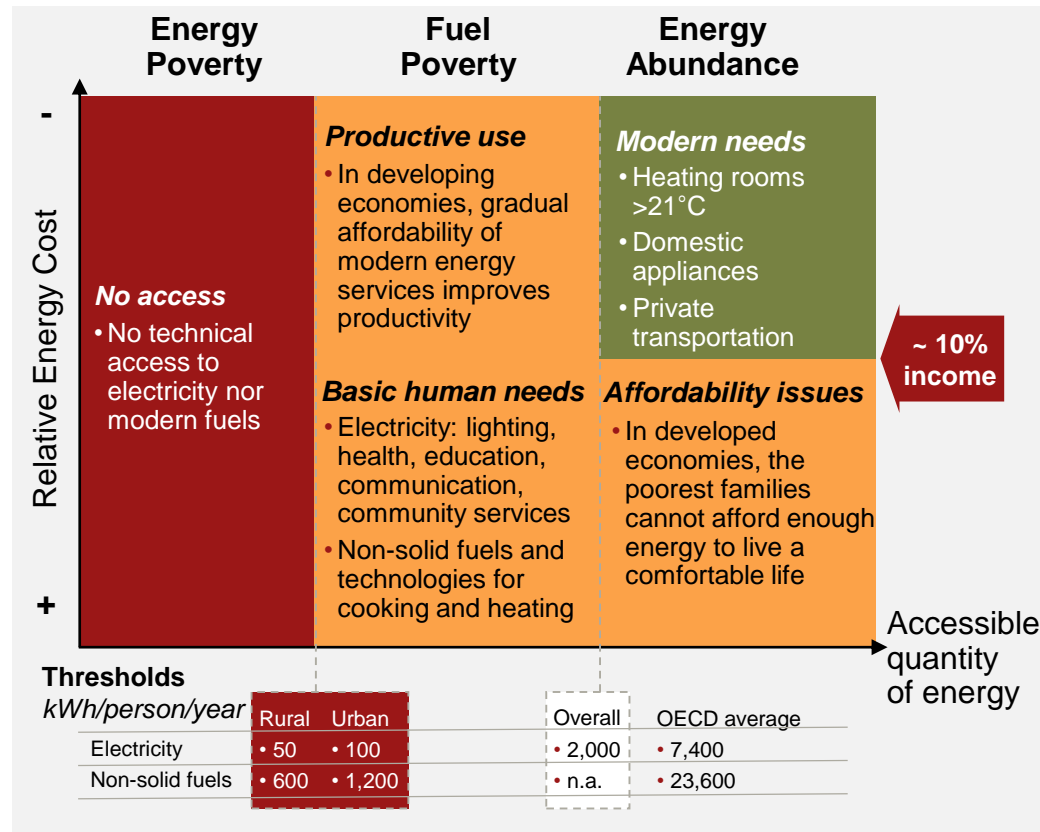 Energy
Poverty
Fuel
Poverty
Energy
Abundance
-
Relative Energy Cost
+
No access
• No technical
access to
electricity nor
modern fuels
Productive use
• In developing
economies, gradual
affordability of
modern energy
services improves
productivity
Basic human needs
• Electricity: lighting,
health, education,
communication,
community services
• Non-solid fuels and
technologies for
cooking and heating
Modern needs
• Heating rooms
>21°C
• Domestic
appliances
• Private
transportation
Affordability issues
• In developed
economies, the
poorest families
cannot afford enough
energy to live a
comfortable life
~ 10%
income
Accessible
quantity
of energy
Thresholds
kWh/person/year
Rural Urban Overall OECD average
Electricity • 50 • 100 • 2,000 • 7,400
Non-solid fuels • 600 • 1,200 • n.a. • 23,600